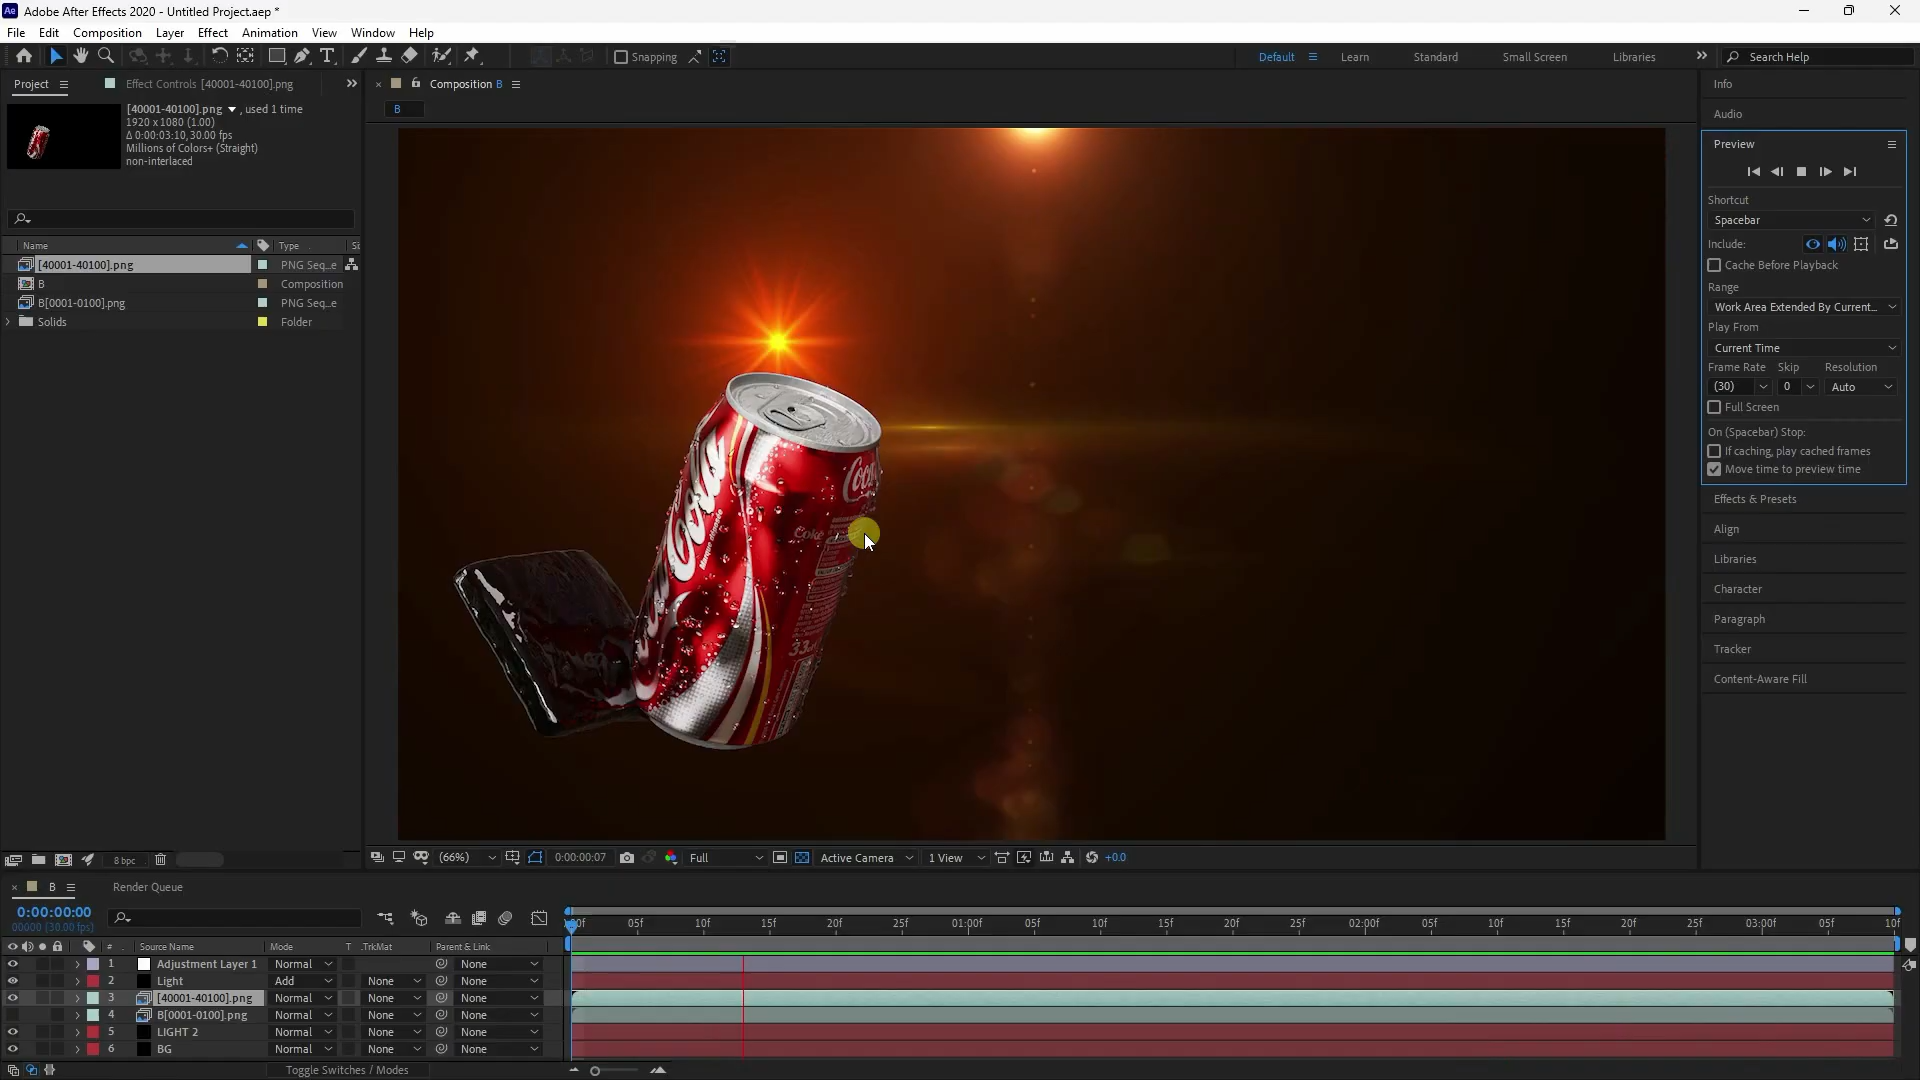 Adobe After Effects 2020 - Untitled Project.aep *
File Edit Composition Layer Effect Animation View Window Help
Snapping
Default Learn Standard Small Screen Libraries Search Help
Project Effect Controls [40001-40100].png
Composition B
B
[40001-40100].png , used 1 time
1920 x 1080 (1.00)
Δ 0:00:03:10, 30.00 fps
Millions of Colors+ (Straight)
non-interlaced
Name Type
[40001-40100].png PNG Seq...e
B Composition
B[0001-0100].png PNG Seq...e
Solids Folder
Cola
Coke
Info
Audio
Preview
Shortcut
Spacebar
Include:
Cache Before Playback
Range
Work Area Extended By Current...
Play From
Current Time
Frame Rate Skip Resolution
(30) 0 Auto
Full Screen
On (Spacebar) Stop:
If caching, play cached frames
Move time to preview time
Effects & Presets
Align
Libraries
Character
Paragraph
Tracker
Content-Aware Fill
8 bpc
(66%) 0:00:00:07 Full Active Camera 1 View +0.0
B Render Queue
0:00:00:00
00000 (30.00 fps)
05f 10f 15f 20f 25f 01:00f 05f 10f 15f 20f 25f 02:00f 05f 10f 15f 20f 25f 03:00f 05f 10f
# Source Name Mode T .TrkMat Parent & Link
1 Adjustment Layer 1 Normal None
2 Light Add None None
3 [40001-40100].png Normal None None
4 B[0001-0100].png Normal None None
5 LIGHT 2 Normal None None
6 BG Normal None None
Toggle Switches / Modes